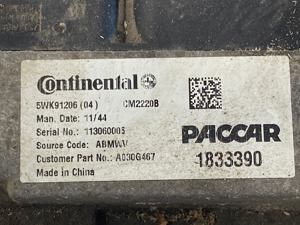 Continental
5WK91206 (04) CM2220B
Man. Date: 11/44
Serial No.:
Source Code: ABMWV
Customer Part No.: A030G467
Made in China
PACCAR
1833390